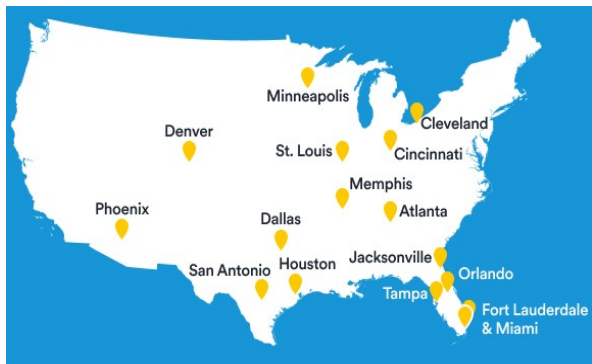 Minneapolis
Cleveland
Denver
St. Louis
Cincinnati
Memphis
Phoenix
Atlanta
Dallas
Jacksonville
San Antonio
Houston
Orlando
Tampa
Fort Lauderdale
& Miami